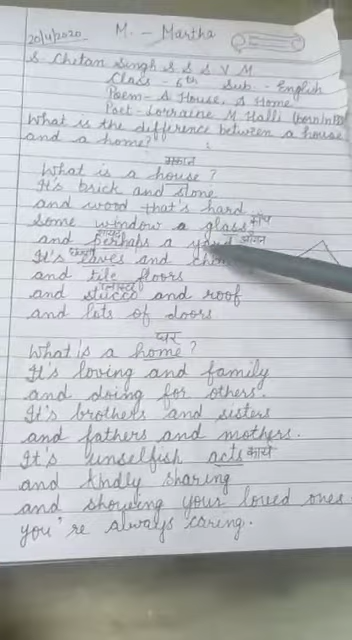 20/4/2020
M. - Martha
S. Chetan Singh S S S V M
Class - 6th Sub - English
Poem - A House, A Home
Poet - Lorraine M Halli (born
What is the difference between a house
and a home?
मकान
What is a house?
It's brick and stone
and wood that's hard.
Some window a glass
काँच
शायद
and perhaps a yard
आँगन
It's eaves and
and tile floors
and stucco and roof
and lots of doors
घर
What is a home?
It's loving and family
and doing for others.
It's brothers and sisters
and fathers and mothers.
It's unselfish acts कार्य
and kindly sharing
and showing your loved ones
you're always caring.